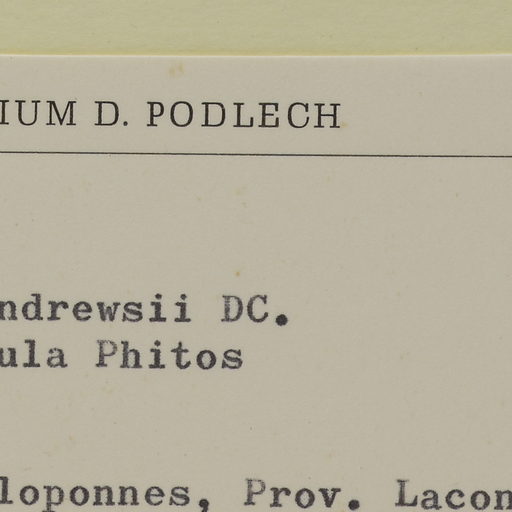 IUM D. PODLECH
ndrewsii DC.
ula Phitos
loponnes, Prov. Lacon